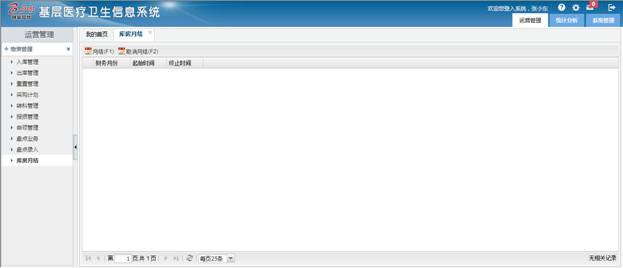 基层医疗卫生信息系统
欢迎您登入系统，张小东
0
运营管理 统计分析 系统管理
运营管理
物资管理
入库管理
出库管理
重置管理
采购计划
转科管理
报损管理
申领管理
盘点业务
盘点录入
库房月结
我的首页 库房月结
月结(F1) 取消月结(F2)
财务月份 起始时间 终止时间
第 1 页,共 1 页
每页25条
无相关记录